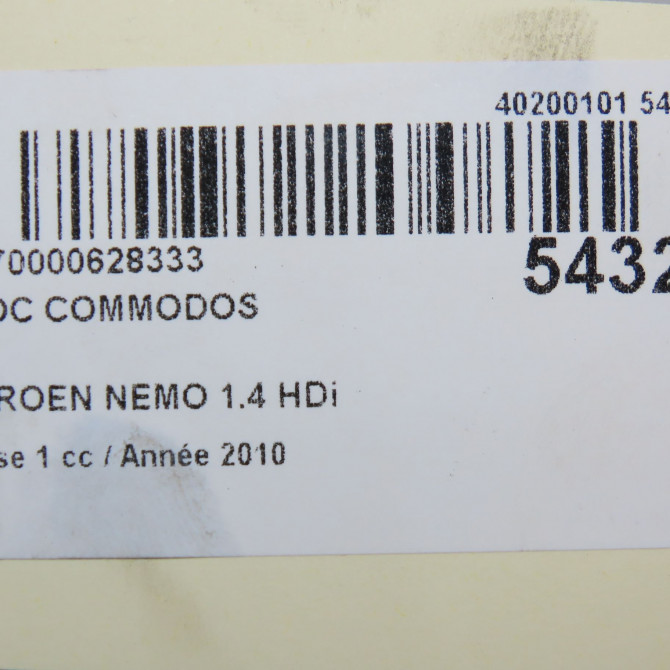 40200101 54
70000628333
5432
OC COMMODOS
ROEN NEMO 1.4 HDi
se 1 cc / Année 2010